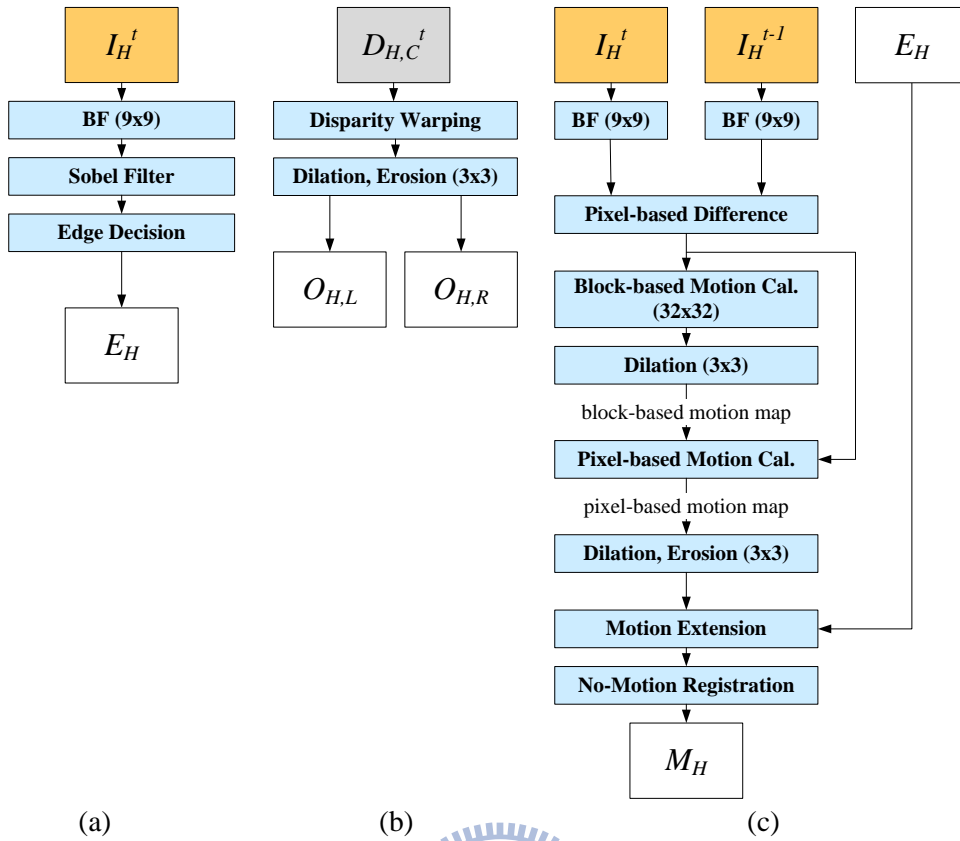 I_H^t
BF (9x9)
Sobel Filter
Edge Decision
E_H
(a)
D_{H,C}^t
Disparity Warping
Dilation, Erosion (3x3)
O_{H,L} O_{H,R}
(b)
I_H^t I_H^{t-1} E_H
BF (9x9) BF (9x9)
Pixel-based Difference
Block-based Motion Cal.
(32x32)
Dilation (3x3)
block-based motion map
Pixel-based Motion Cal.
pixel-based motion map
Dilation, Erosion (3x3)
Motion Extension
No-Motion Registration
M_H
(c)